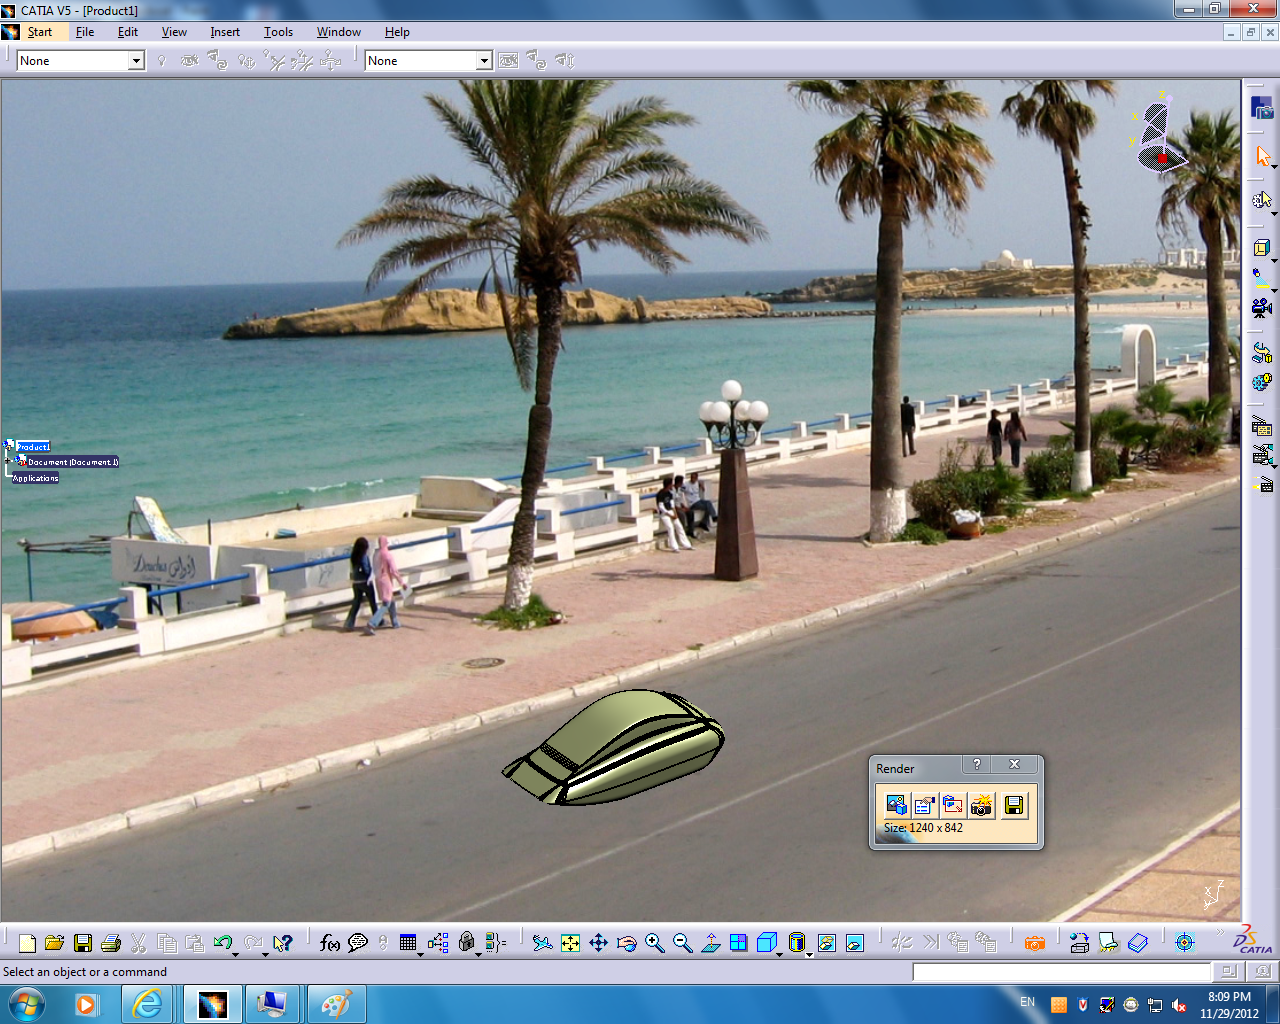 CATIA V5 - [Product1]
Start File Edit View Insert Tools Window Help
None None
z
x
y
Product1
Document (Document 1)
Applications
Render
Size: 1240 x 842
z
x
y
f(x)
CATIA
Select an object or a command
EN
8:09 PM
11/29/2012